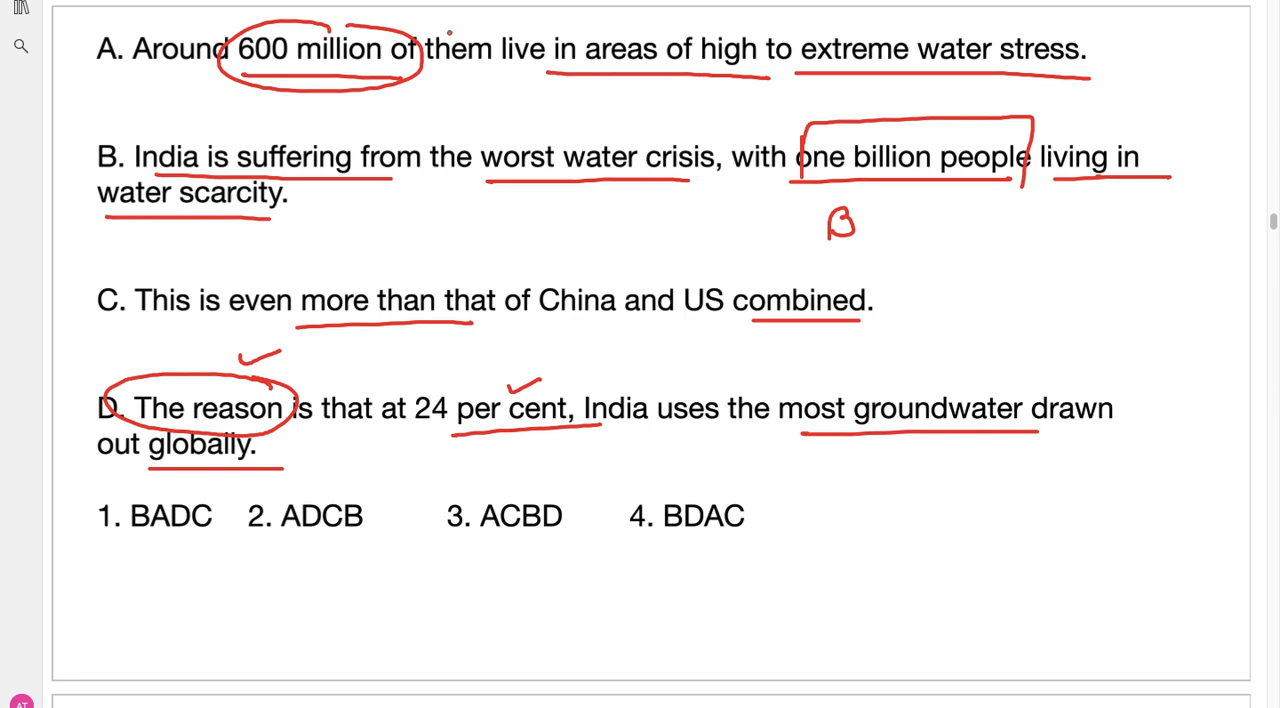 A. Around 600 million of them live in areas of high to extreme water stress.
B. India is suffering from the worst water crisis, with one billion people living in
water scarcity.
B
C. This is even more than that of China and US combined.
D. The reason is that at 24 per cent, India uses the most groundwater drawn
out globally.
1. BADC 2. ADCB 3. ACBD 4. BDAC
AT